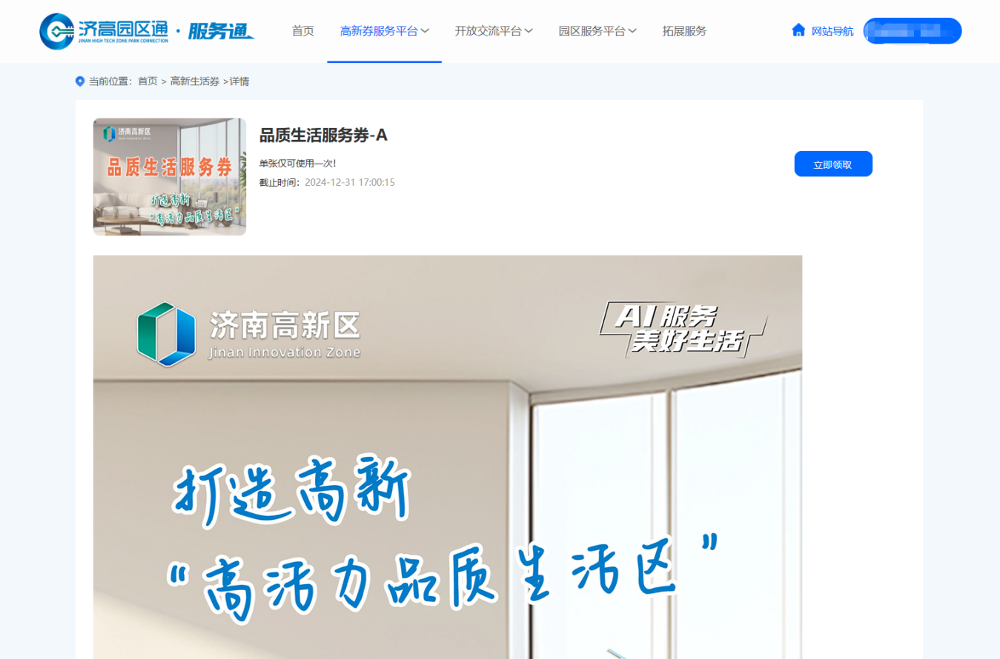 济高园区通·服务通
JINAN HIGH TECH ZONE PARK CONNECTION
首页 高新券服务平台 开放交流平台 园区服务平台 拓展服务 网站导航
当前位置：首页 > 高新生活券 >详情
济南高新区
Jinan Innovation Zone
品质生活服务券
打造高新
“高活力品质生活区”
品质生活服务券-A
单张仅可使用一次！
截止时间：2024-12-31 17:00:15
立即领取
济南高新区
Jinan Innovation Zone
AI服务
美好生活
打造高新
“高活力品质生活区”